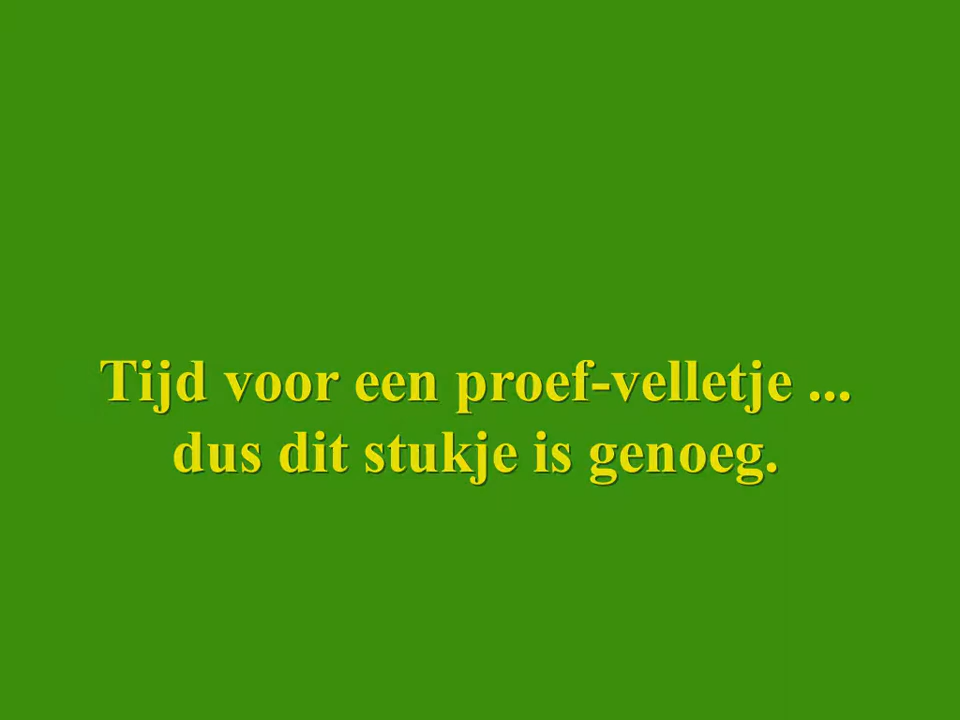 Tijd voor een proef-velletje ...
dus dit stukje is genoeg.